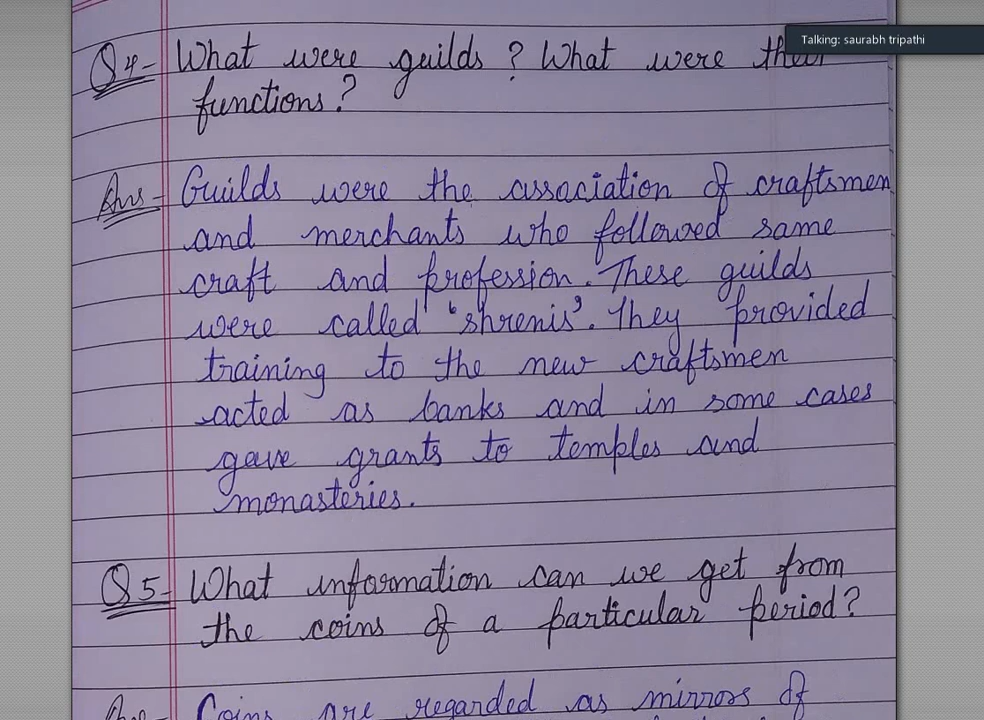 Talking: saurabh tripathi
Q4- What were guilds? What were their
functions?
Ans- Guilds were the association of craftsmen
and merchants who followed same
craft and profession. These guilds
were called 'shrenis'. They provided
training to the new craftsmen
acted as banks and in some cases
gave grants to temples and
monasteries.
Q5- What information can we get from
the coins of a particular period?
Ans- Coins are regarded as mirrors of